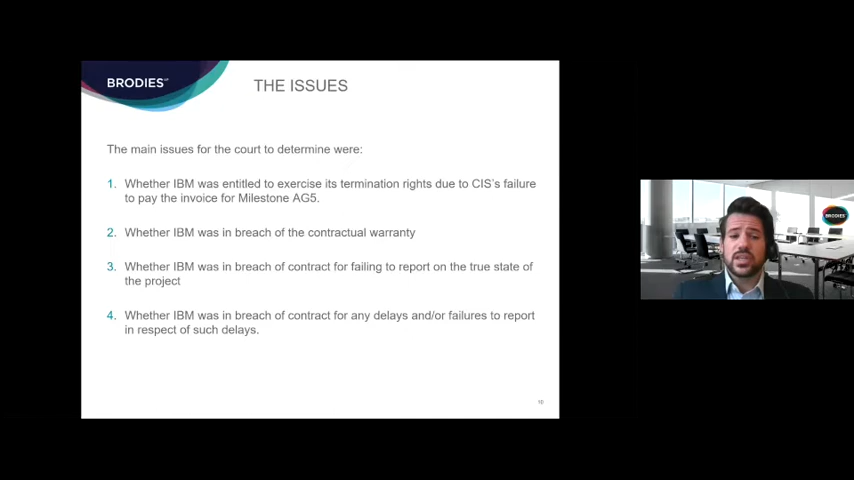 BRODIES LLP
THE ISSUES
The main issues for the court to determine were:
1. Whether IBM was entitled to exercise its termination rights due to CIS's failure
to pay the invoice for Milestone AG5.
2. Whether IBM was in breach of the contractual warranty
3. Whether IBM was in breach of contract for failing to report on the true state of
the project
4. Whether IBM was in breach of contract for any delays and/or failures to report
in respect of such delays.
10
BRODIES